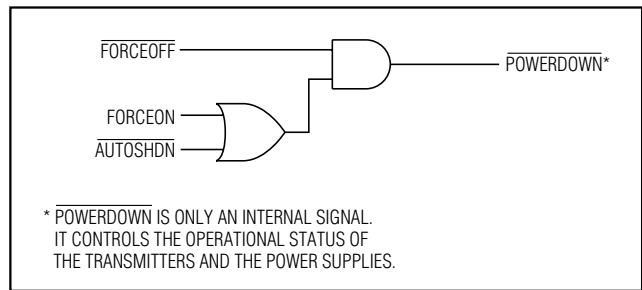 FORCEOFF
POWERDOWN*
FORCEON
AUTOSHDN
* POWERDOWN IS ONLY AN INTERNAL SIGNAL.
IT CONTROLS THE OPERATIONAL STATUS OF
THE TRANSMITTERS AND THE POWER SUPPLIES.